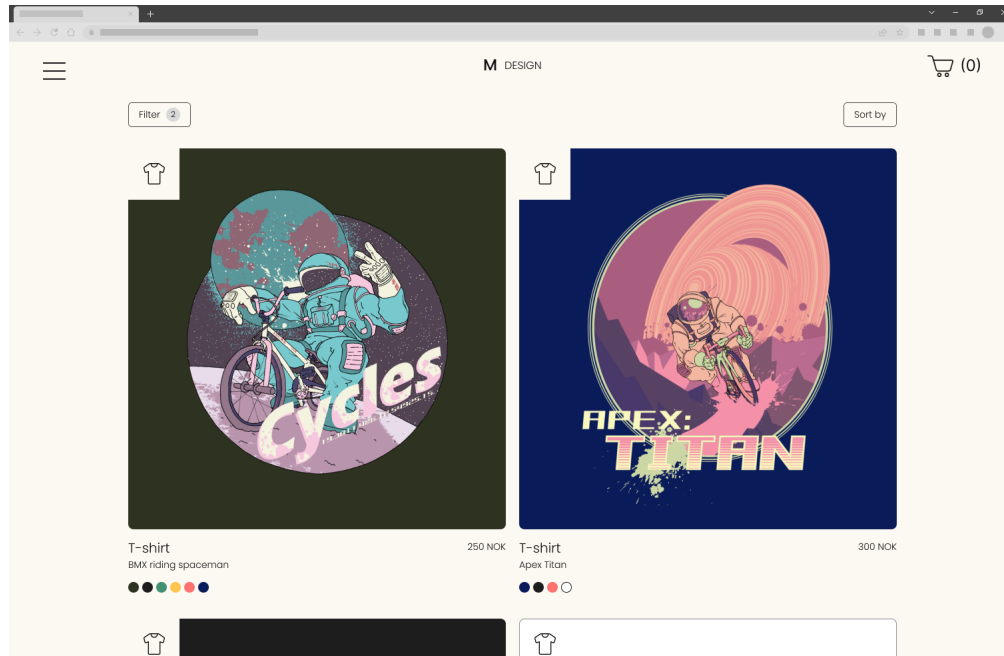 M DESIGN
(0)
Filter 2
Sort by
Cycles
APEX:
TITAN
T-shirt
250 NOK
BMX riding spaceman
T-shirt
300 NOK
Apex Titan